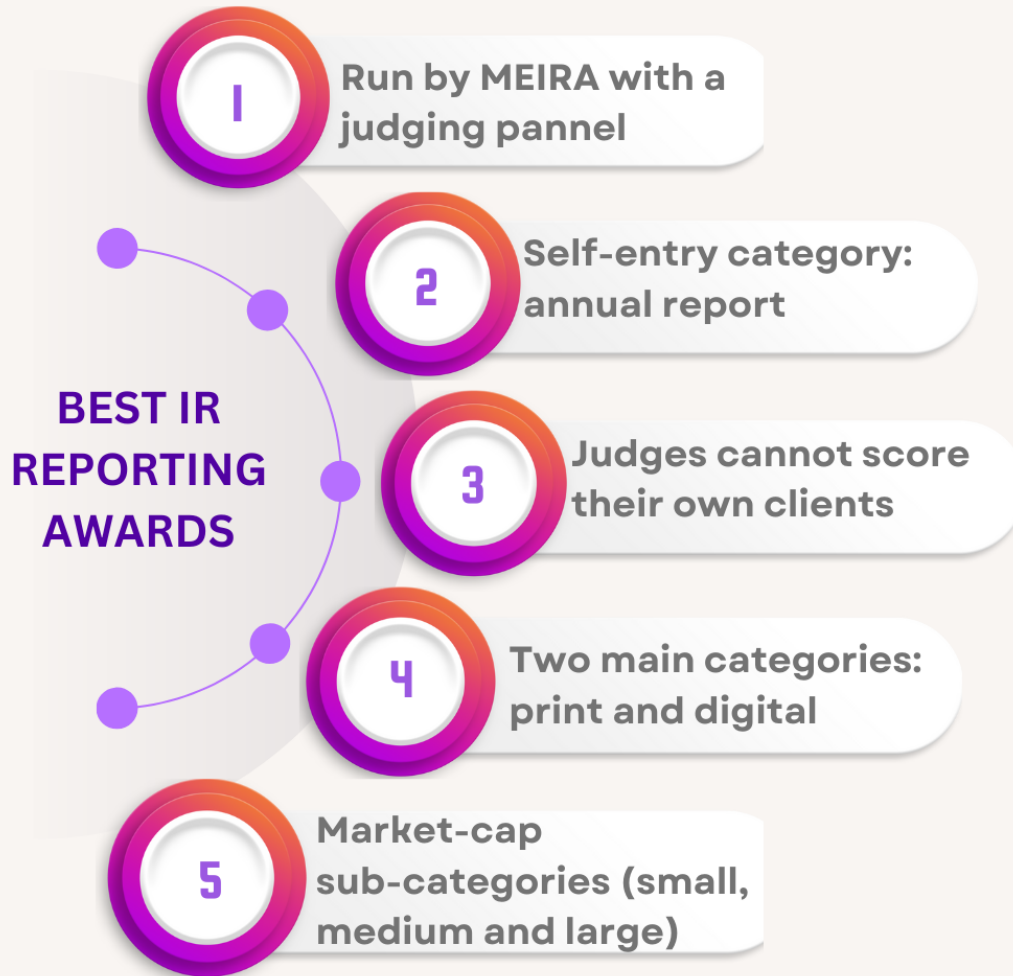 1
Run by MEIRA with a
judging pannel
2
Self-entry category:
annual report
BEST IR
REPORTING
AWARDS
3
Judges cannot score
their own clients
4
Two main categories:
print and digital
5
Market-cap
sub-categories (small,
medium and large)